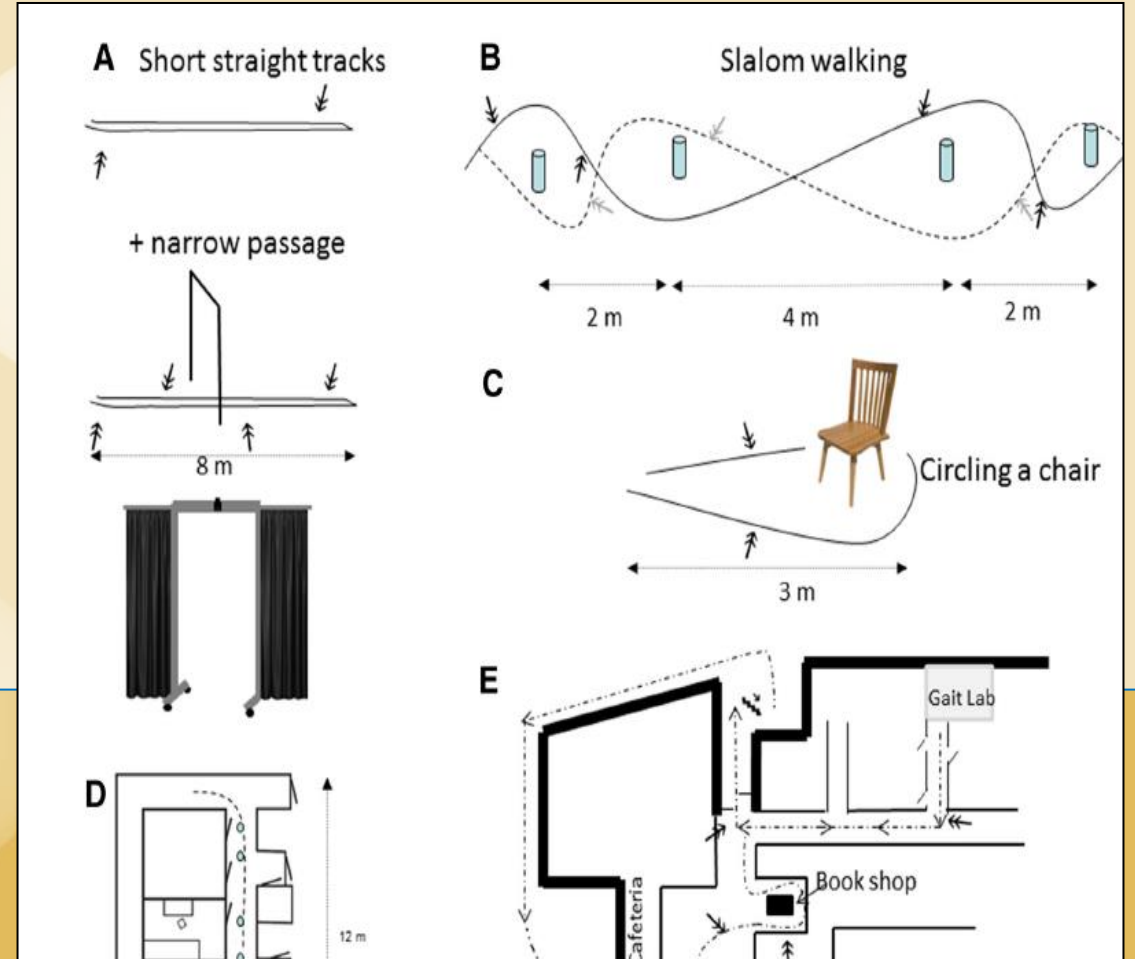 A Short straight tracks
B Slalom walking
+ narrow passage
2 m
4 m
2 m
8 m
C
Circling a chair
3 m
E
Gait Lab
D
Book shop
Cafeteria
12 m